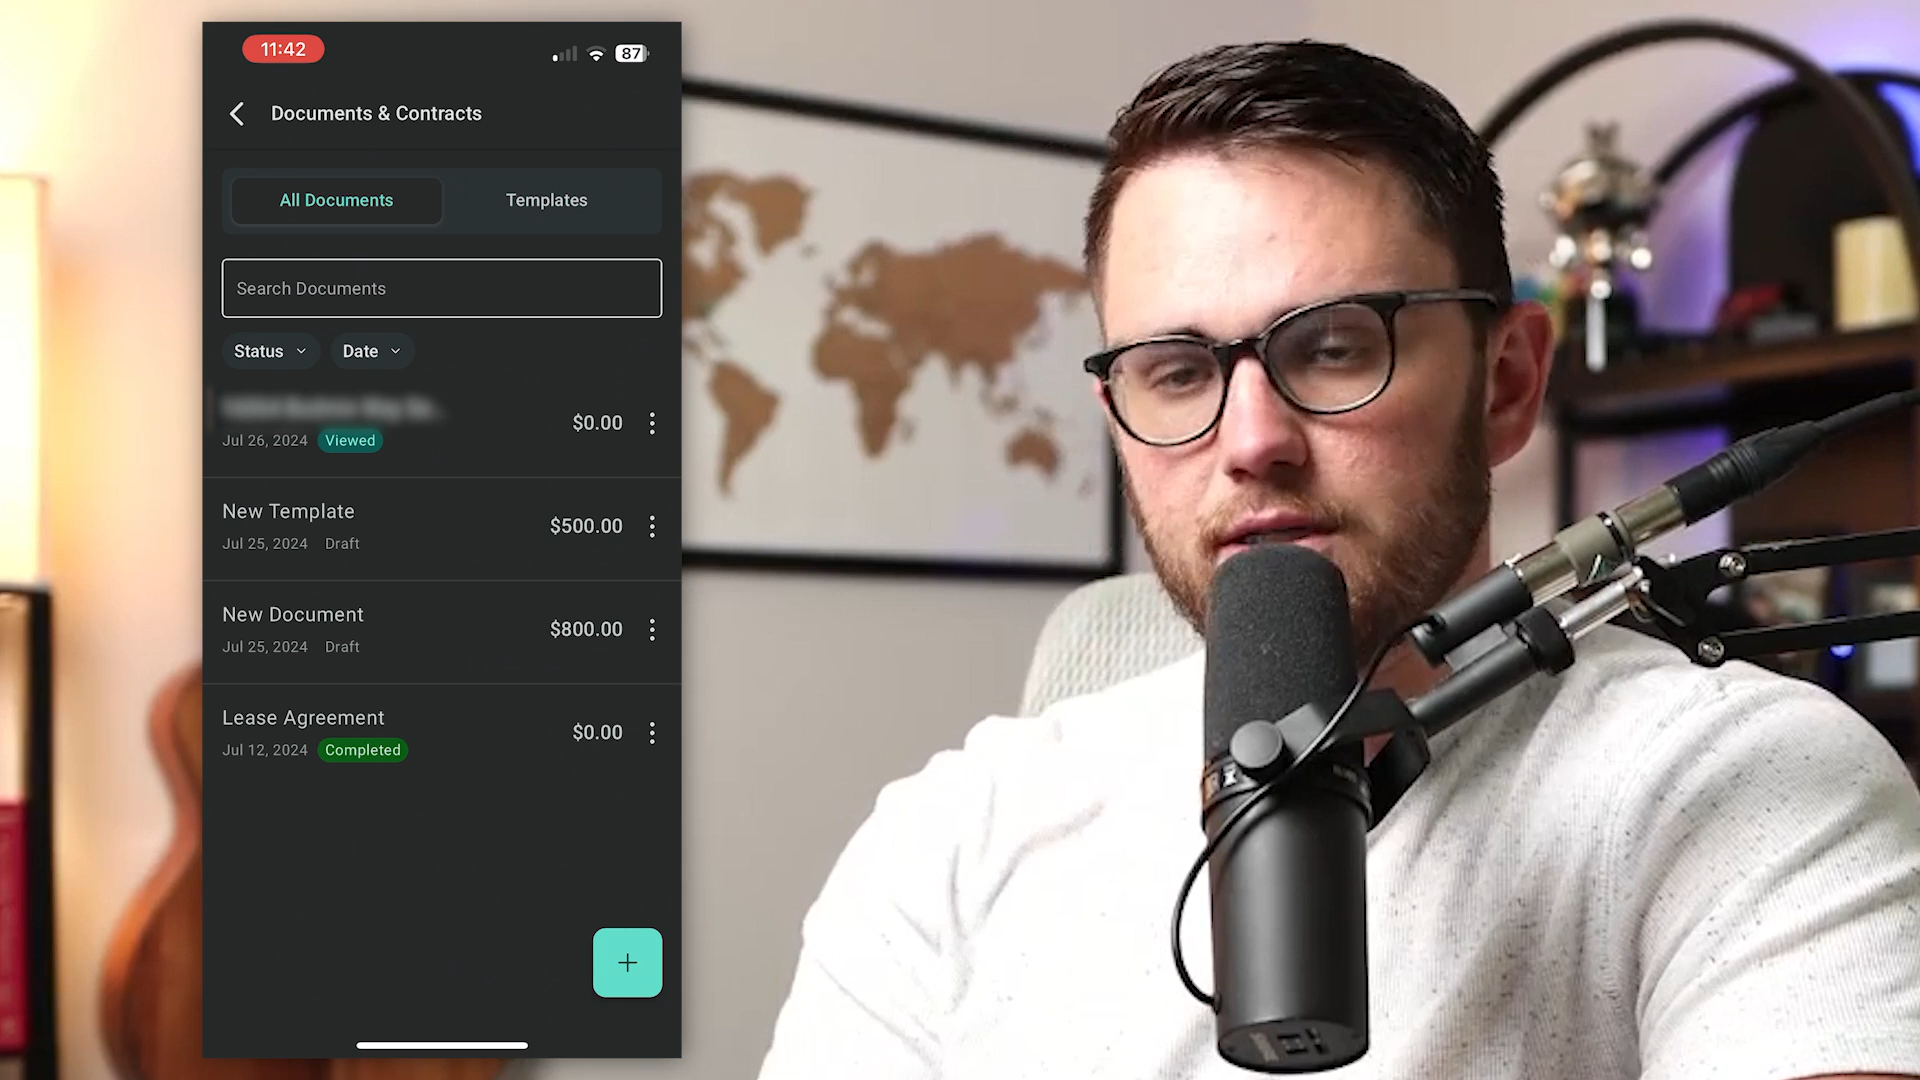 11:42
87
Documents & Contracts
All Documents
Templates
Search Documents
Status
Date
$0.00
Jul 26, 2024
Viewed
New Template
$500.00
Jul 25, 2024
Draft
New Document
$800.00
Jul 25, 2024
Draft
Lease Agreement
$0.00
Jul 12, 2024
Completed